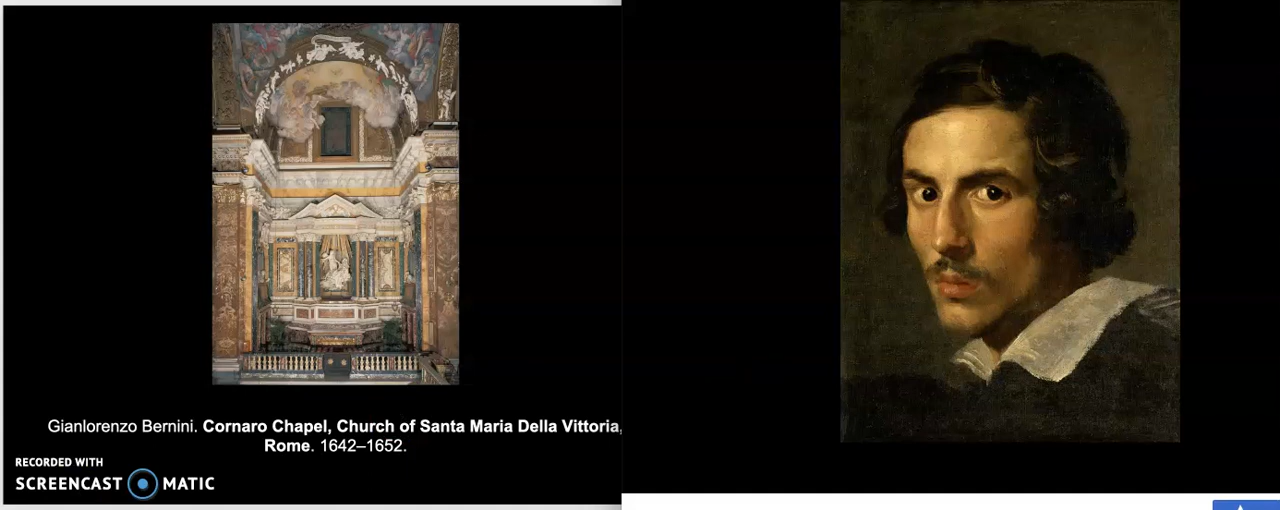 Gianlorenzo Bernini. Cornaro Chapel, Church of Santa Maria Della Vittoria,
Rome. 1642–1652.
RECORDED WITH
SCREENCAST MATIC